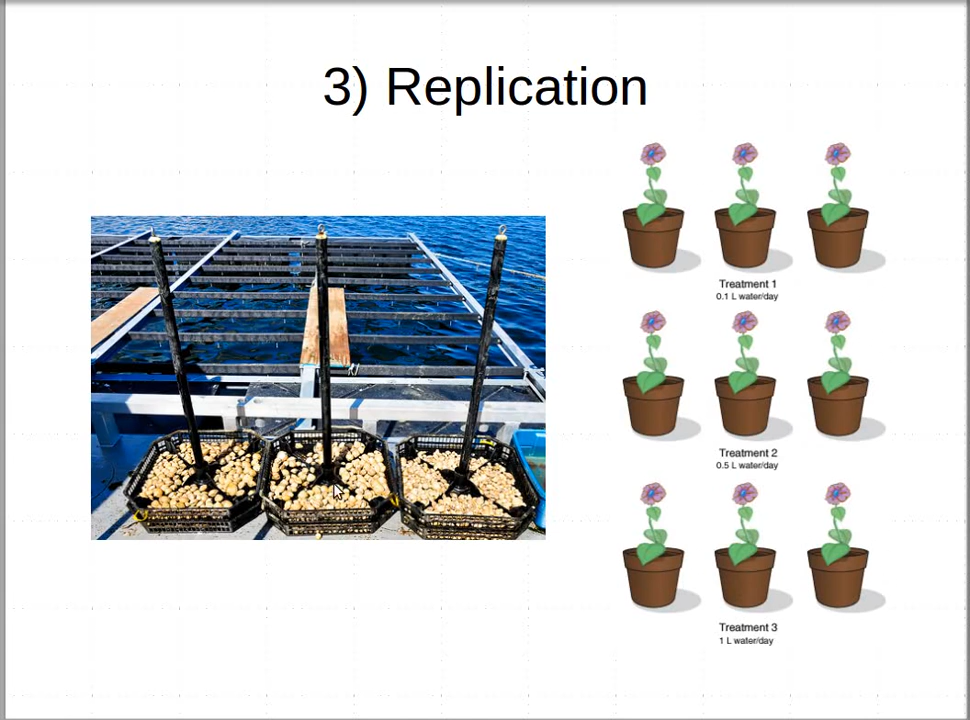 3) Replication
Treatment 1
0.1 L water/day
Treatment 2
0.5 L water/day
Treatment 3
1 L water/day